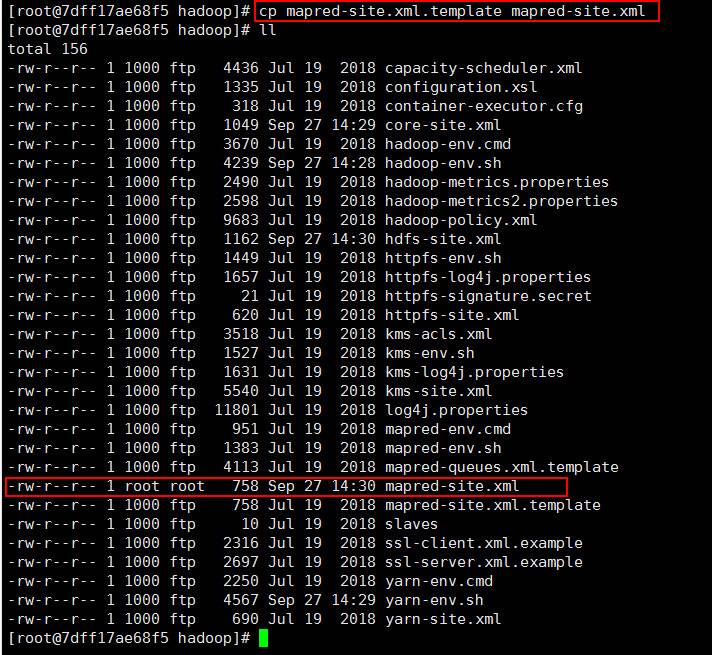 [root@7dff17ae68f5 hadoop]# cp mapred-site.xml.template mapred-site.xml
[root@7dff17ae68f5 hadoop]# ll
total 156
-rw-r--r-- 1 1000 ftp   4436 Jul 19  2018 capacity-scheduler.xml
-rw-r--r-- 1 1000 ftp   1335 Jul 19  2018 configuration.xsl
-rw-r--r-- 1 1000 ftp    318 Jul 19  2018 container-executor.cfg
-rw-r--r-- 1 1000 ftp   1049 Sep 27 14:29 core-site.xml
-rw-r--r-- 1 1000 ftp   3670 Jul 19  2018 hadoop-env.cmd
-rw-r--r-- 1 1000 ftp   4239 Sep 27 14:28 hadoop-env.sh
-rw-r--r-- 1 1000 ftp   2490 Jul 19  2018 hadoop-metrics.properties
-rw-r--r-- 1 1000 ftp   2598 Jul 19  2018 hadoop-metrics2.properties
-rw-r--r-- 1 1000 ftp   9683 Jul 19  2018 hadoop-policy.xml
-rw-r--r-- 1 1000 ftp   1162 Sep 27 14:30 hdfs-site.xml
-rw-r--r-- 1 1000 ftp   1449 Jul 19  2018 httpfs-env.sh
-rw-r--r-- 1 1000 ftp   1657 Jul 19  2018 httpfs-log4j.properties
-rw-r--r-- 1 1000 ftp     21 Jul 19  2018 httpfs-signature.secret
-rw-r--r-- 1 1000 ftp    620 Jul 19  2018 httpfs-site.xml
-rw-r--r-- 1 1000 ftp   3518 Jul 19  2018 kms-acls.xml
-rw-r--r-- 1 1000 ftp   1527 Jul 19  2018 kms-env.sh
-rw-r--r-- 1 1000 ftp   1631 Jul 19  2018 kms-log4j.properties
-rw-r--r-- 1 1000 ftp   5540 Jul 19  2018 kms-site.xml
-rw-r--r-- 1 1000 ftp  11801 Jul 19  2018 log4j.properties
-rw-r--r-- 1 1000 ftp    951 Jul 19  2018 mapred-env.cmd
-rw-r--r-- 1 1000 ftp   1383 Jul 19  2018 mapred-env.sh
-rw-r--r-- 1 1000 ftp   4113 Jul 19  2018 mapred-queues.xml.template
-rw-r--r-- 1 root root   758 Sep 27 14:30 mapred-site.xml
-rw-r--r-- 1 1000 ftp    758 Jul 19  2018 mapred-site.xml.template
-rw-r--r-- 1 1000 ftp     10 Jul 19  2018 slaves
-rw-r--r-- 1 1000 ftp   2316 Jul 19  2018 ssl-client.xml.example
-rw-r--r-- 1 1000 ftp   2697 Jul 19  2018 ssl-server.xml.example
-rw-r--r-- 1 1000 ftp   2250 Jul 19  2018 yarn-env.cmd
-rw-r--r-- 1 1000 ftp   4567 Sep 27 14:29 yarn-env.sh
-rw-r--r-- 1 1000 ftp    690 Jul 19  2018 yarn-site.xml
[root@7dff17ae68f5 hadoop]#